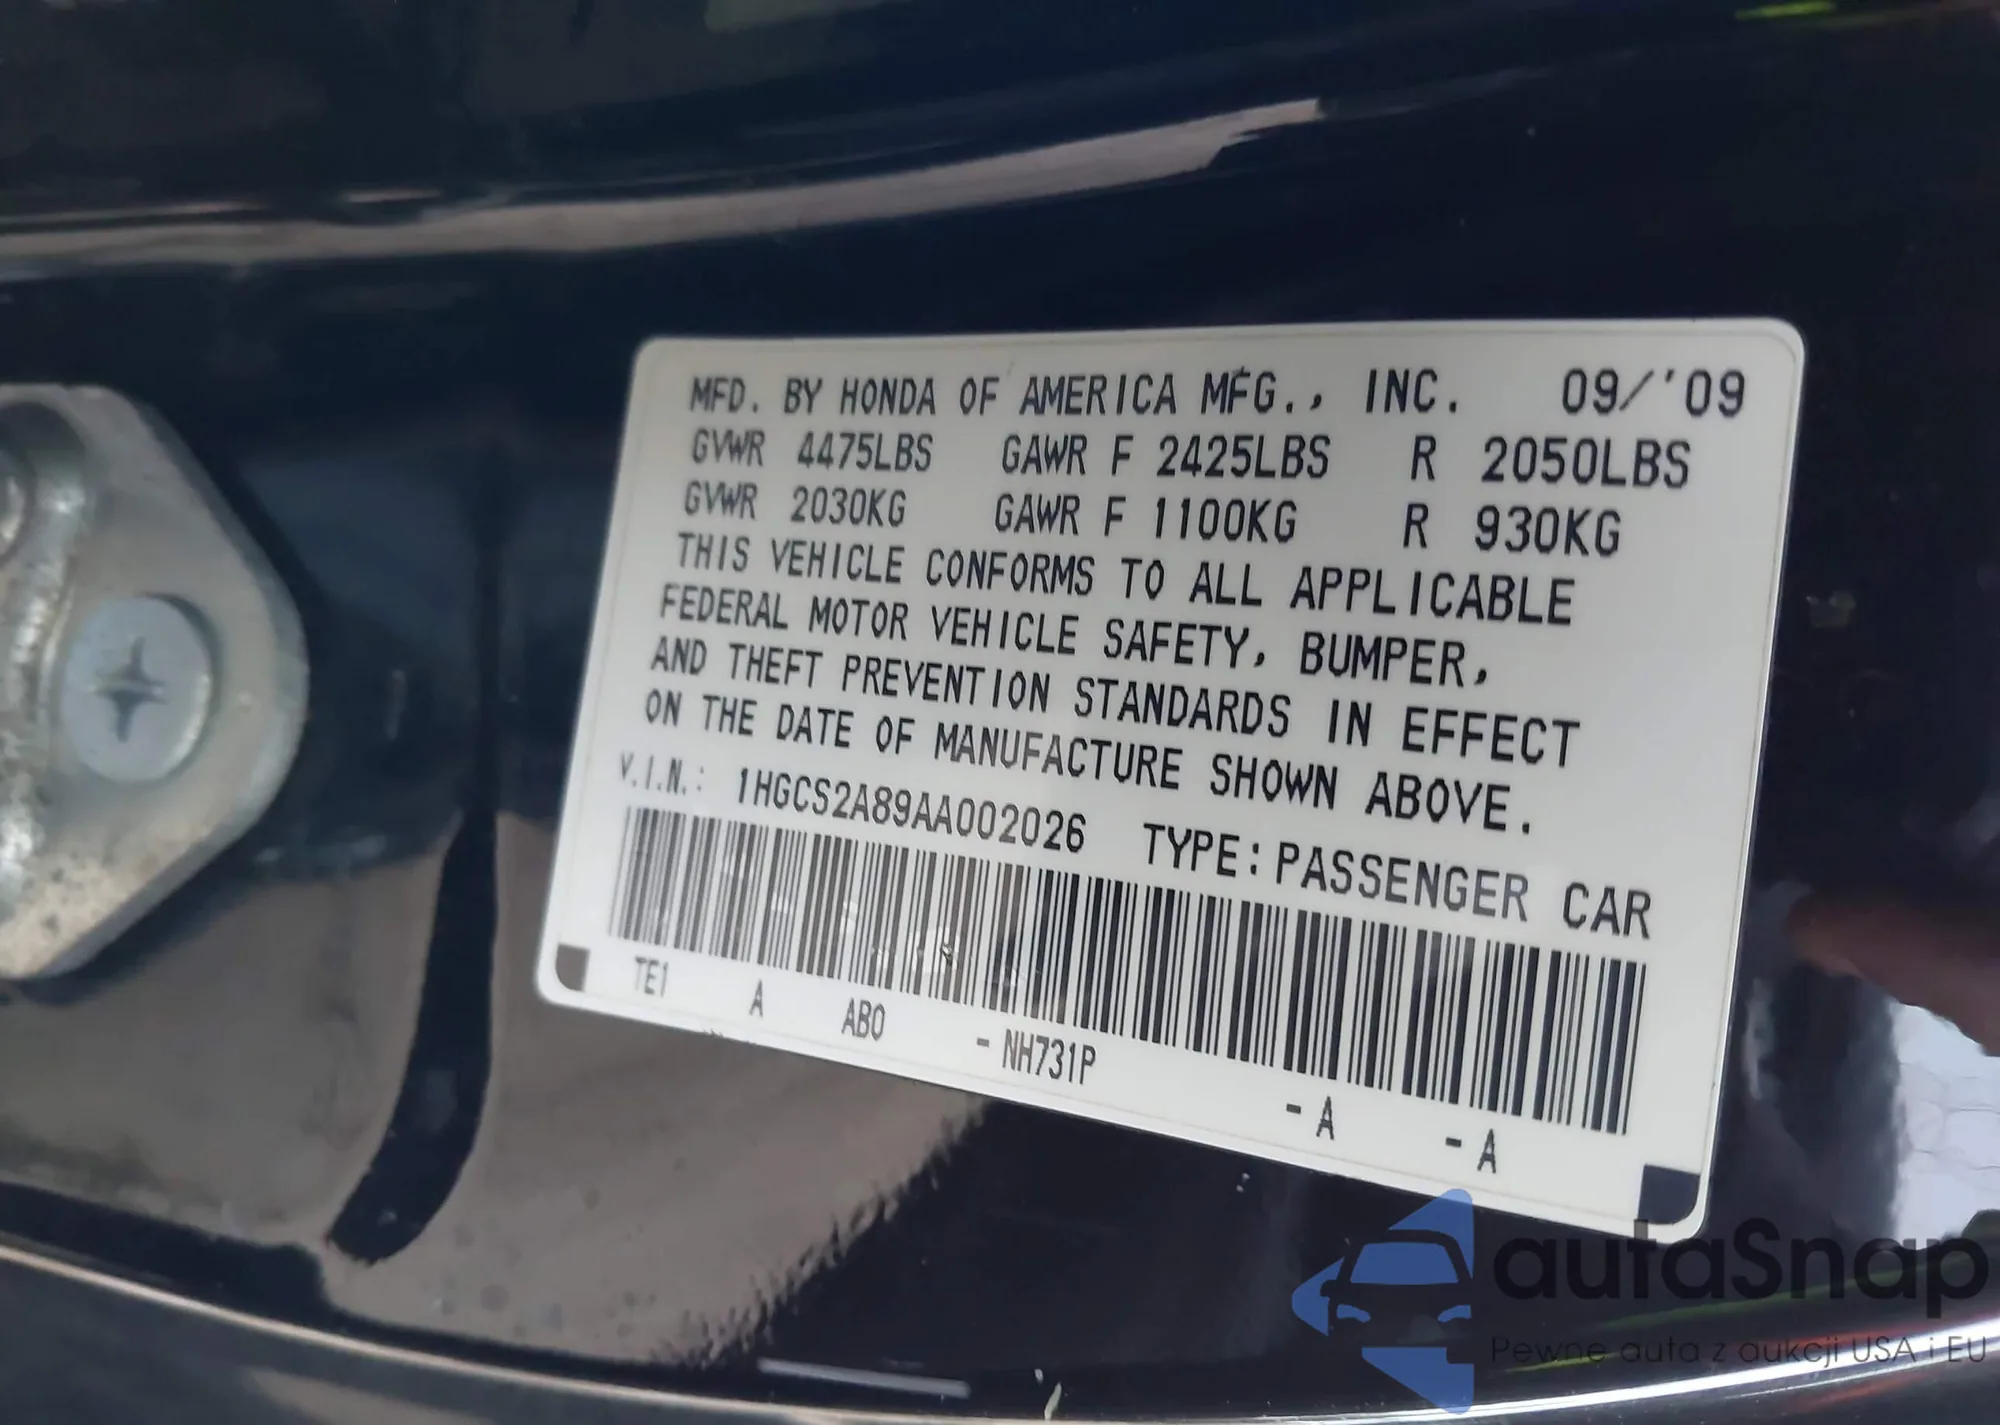 MFD. BY HONDA OF AMERICA MFG., INC. 09/'09
GVWR 4475LBS GAWR F 2425LBS R 2050LBS
GVWR 2030KG GAWR F 1100KG R 930KG
THIS VEHICLE CONFORMS TO ALL APPLICABLE
FEDERAL MOTOR VEHICLE SAFETY, BUMPER,
AND THEFT PREVENTION STANDARDS IN EFFECT
ON THE DATE OF MANUFACTURE SHOWN ABOVE.
V.I.N.: 1HGCS2A89AA002026 TYPE: PASSENGER CAR
TE1 A AB0 - NH731P - A - A
autaSnap
Pewne auta z aukcji USA i EU